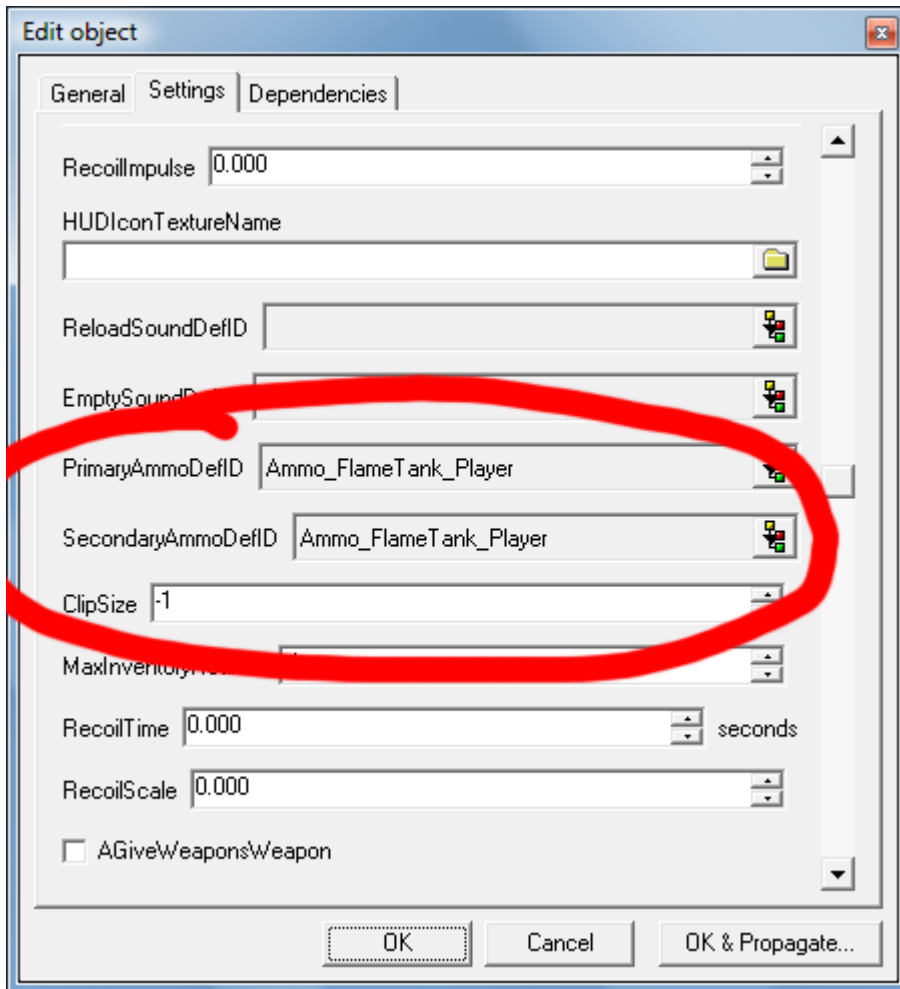 Edit object
General Settings Dependencies
RecoilImpulse 0.000
HUDIconTextureName
ReloadSoundDefID
PrimaryAmmoDefID Ammo_FlameTank_Player
SecondaryAmmoDefID Ammo_FlameTank_Player
ClipSize -1
RecoilTime 0.000 seconds
RecoilScale 0.000
AGiveWeaponsWeapon
OK Cancel OK & Propagate...